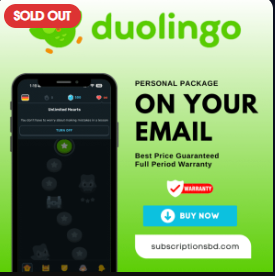 SOLD OUT
duolingo
PERSONAL PACKAGE
ON YOUR
EMAIL
Best Price Guaranteed
Full Period Warranty
WARRANTY
BUY NOW
subscriptionsbd.com
Unlimited Hearts
TURN OFF